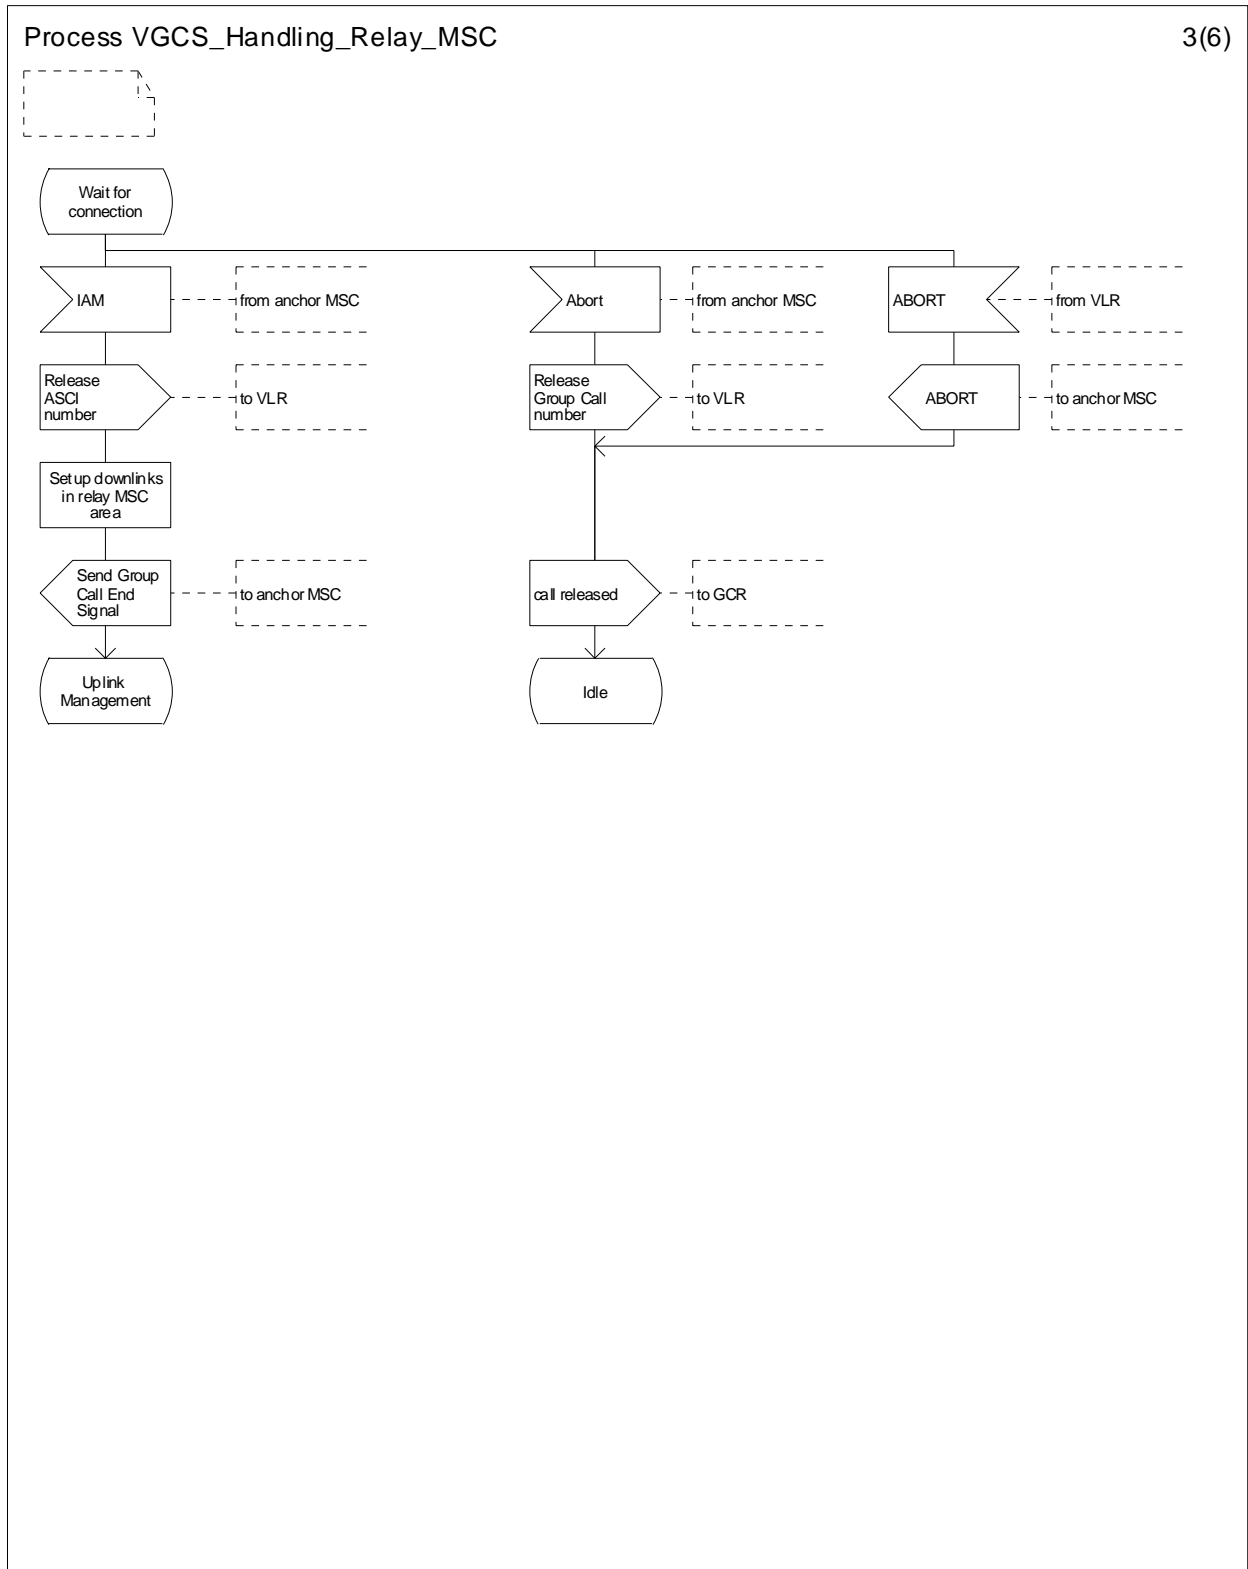 Process VGCS_Handling_Relay_MSC
3(6)
Wait for
connection
IAM
from anchor MSC
Abort
from anchor MSC
ABORT
from VLR
Release
ASCI
number
to VLR
Release
Group Call
number
to VLR
ABORT
to anchor MSC
Set up downlinks
in relay MSC
area
Send Group
Call End
Signal
to anchor MSC
call released
to GCR
Uplink
Management
Idle